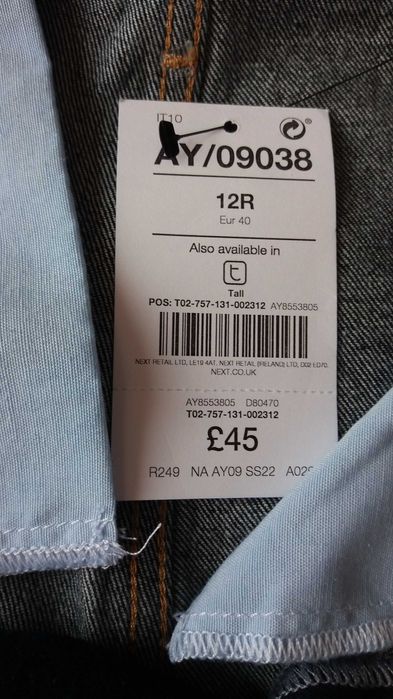 IT10
AY/09038
12R
Eur 40
Also available in
t
Tall
POS: T02-757-131-002312 AY8553805
NEXT RETAIL LTD, LE19 4AT. NEXT RETAIL (IRELAND) LTD, D02 ED70.
NEXT.CO.UK
AY8553805 D80470
T02-757-131-002312
£45
R249 NA AY09 SS22